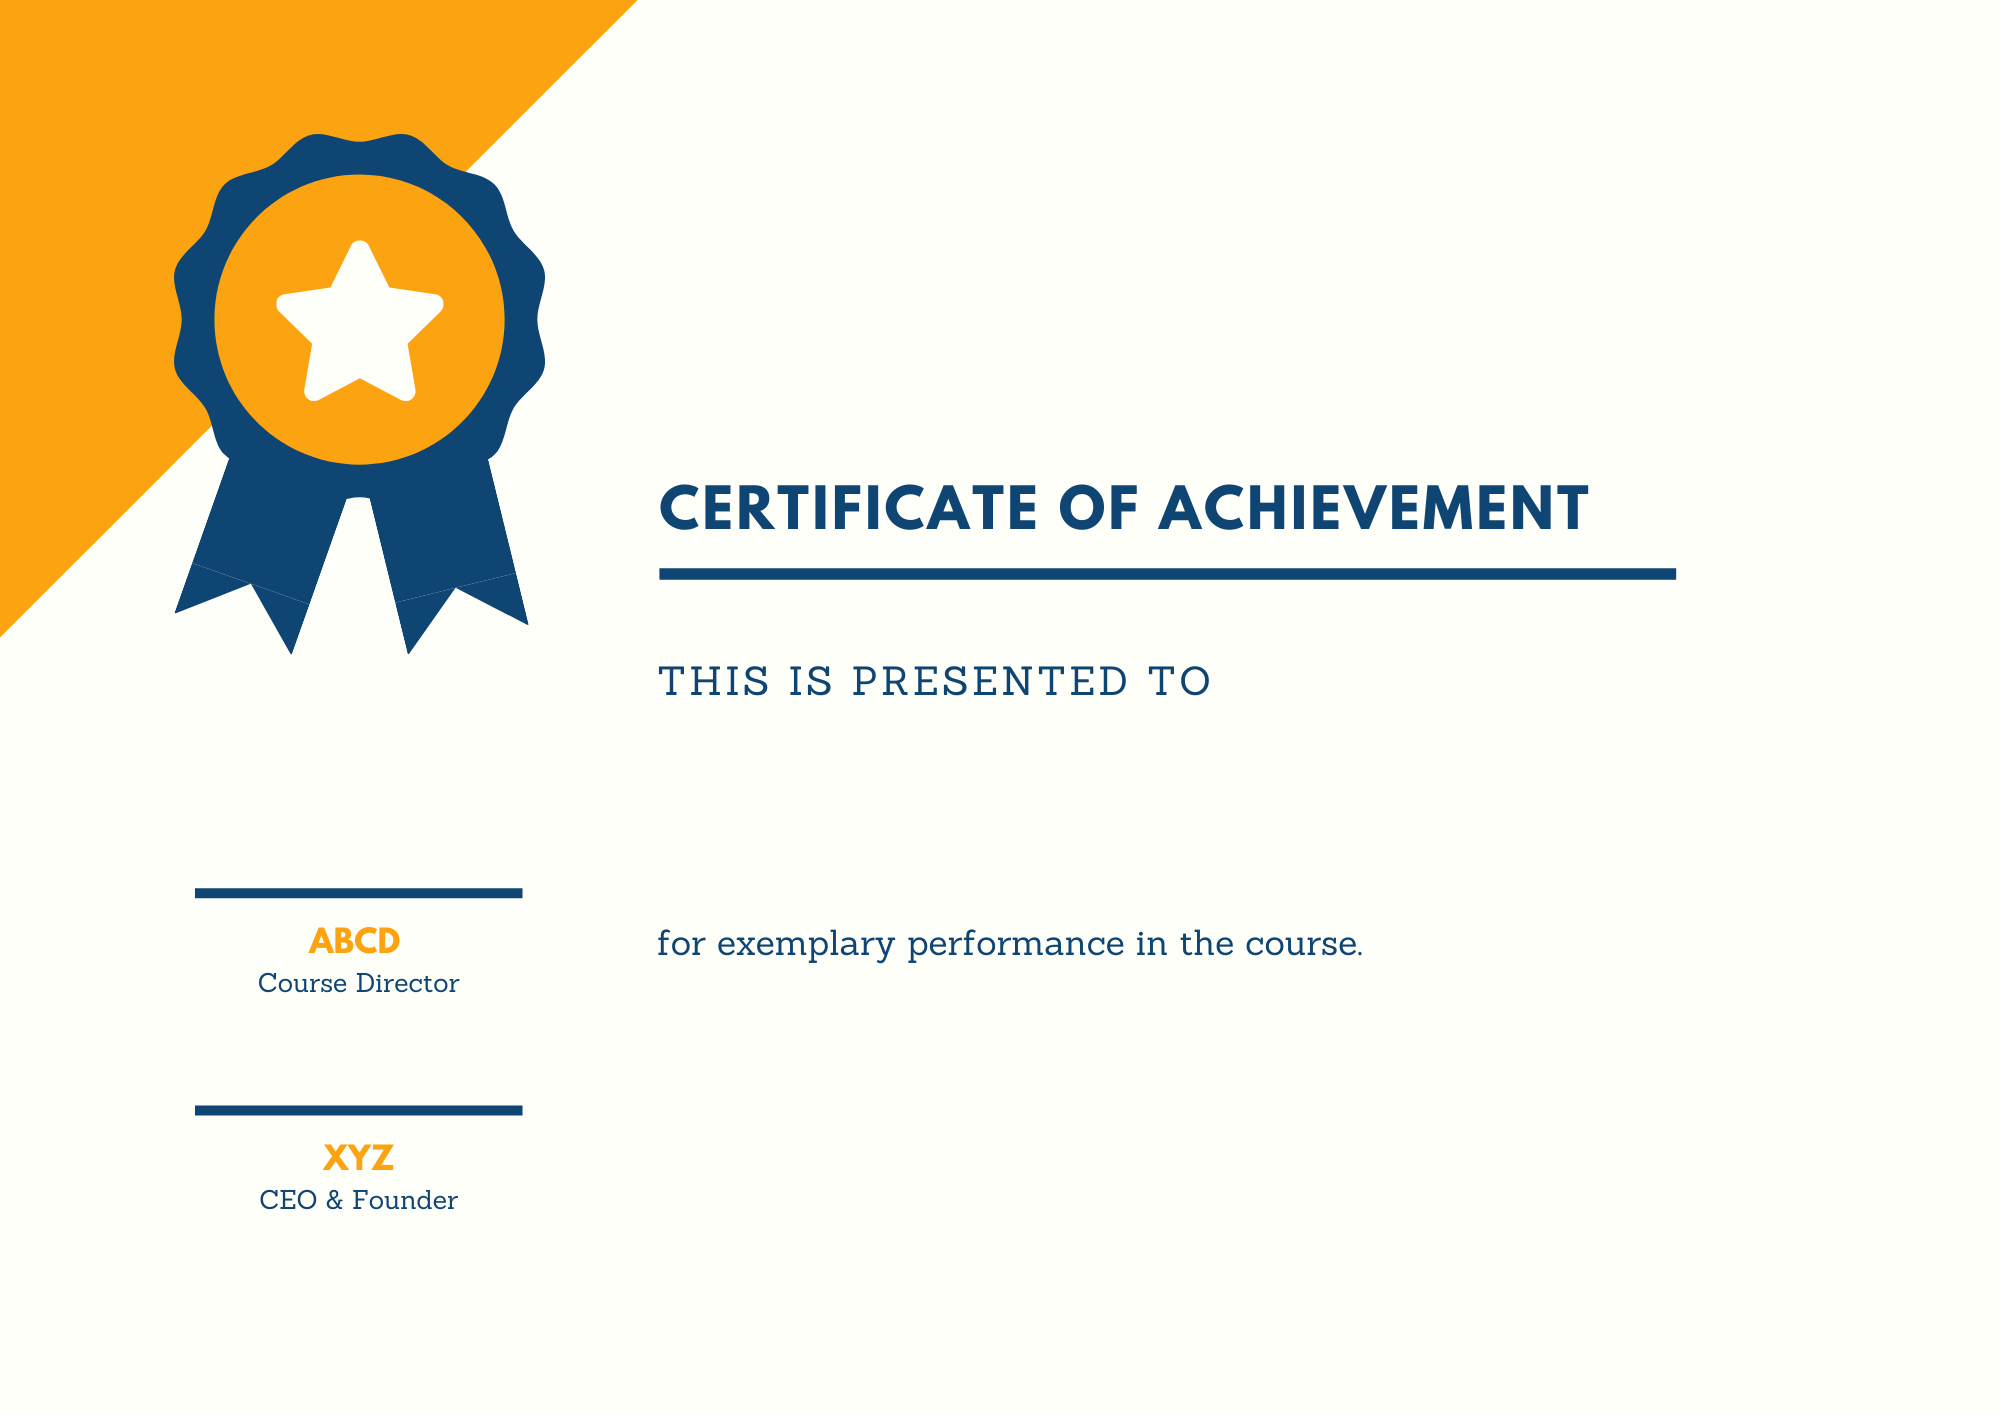 CERTIFICATE OF ACHIEVEMENT
THIS IS PRESENTED TO
for exemplary performance in the course.
ABCD
Course Director
XYZ
CEO & Founder